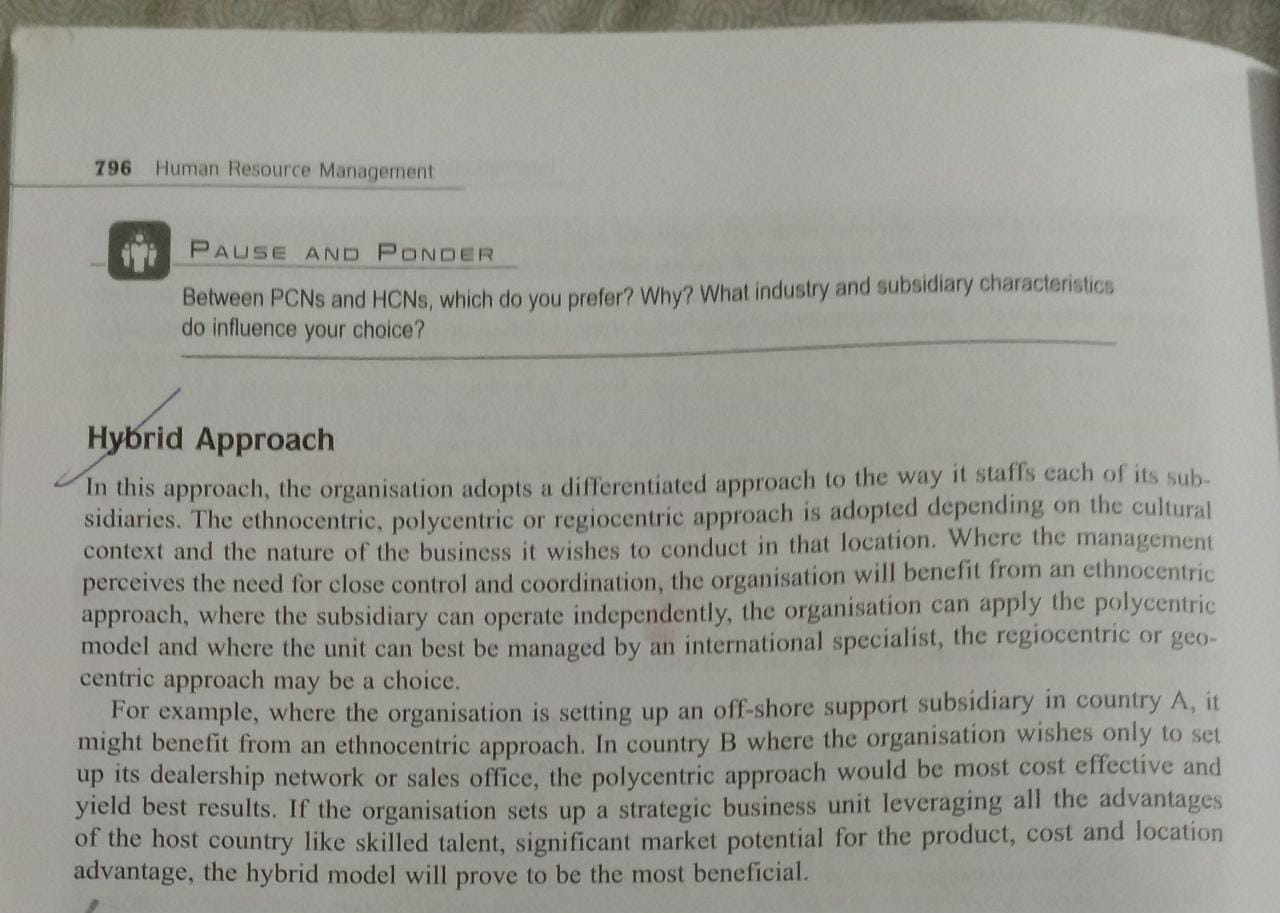 796 Human Resource Management
PAUSE AND PONDER
Between PCNs and HCNs, which do you prefer? Why? What industry and subsidiary characteristics
do influence your choice?
Hybrid Approach
In this approach, the organisation adopts a differentiated approach to the way it staffs each of its sub-
sidiaries. The ethnocentric, polycentric or regiocentric approach is adopted depending on the cultural
context and the nature of the business it wishes to conduct in that location. Where the management
perceives the need for close control and coordination, the organisation will benefit from an ethnocentric
approach, where the subsidiary can operate independently, the organisation can apply the polycentric
model and where the unit can best be managed by an international specialist, the regiocentric or geo-
centric approach may be a choice.
For example, where the organisation is setting up an off-shore support subsidiary in country A, it
might benefit from an ethnocentric approach. In country B where the organisation wishes only to set
up its dealership network or sales office, the polycentric approach would be most cost effective and
yield best results. If the organisation sets up a strategic business unit leveraging all the advantages
of the host country like skilled talent, significant market potential for the product, cost and location
advantage, the hybrid model will prove to be the most beneficial.